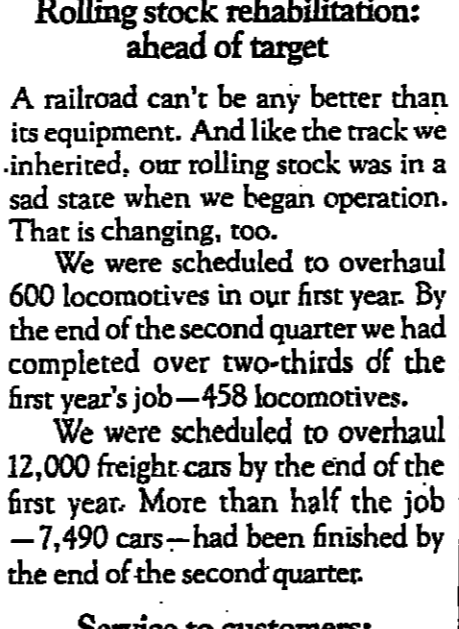 Rolling stock rehabilitation:
ahead of target
A railroad can't be any better than
its equipment. And like the track we
inherited, our rolling stock was in a
sad state when we began operation.
That is changing, too.
We were scheduled to overhaul
600 locomotives in our first year. By
the end of the second quarter we had
completed over two-thirds of the
first year's job—458 locomotives.
We were scheduled to overhaul
12,000 freight cars by the end of the
first year. More than half the job
—7,490 cars—had been finished by
the end of the second quarter.
Service to customers: